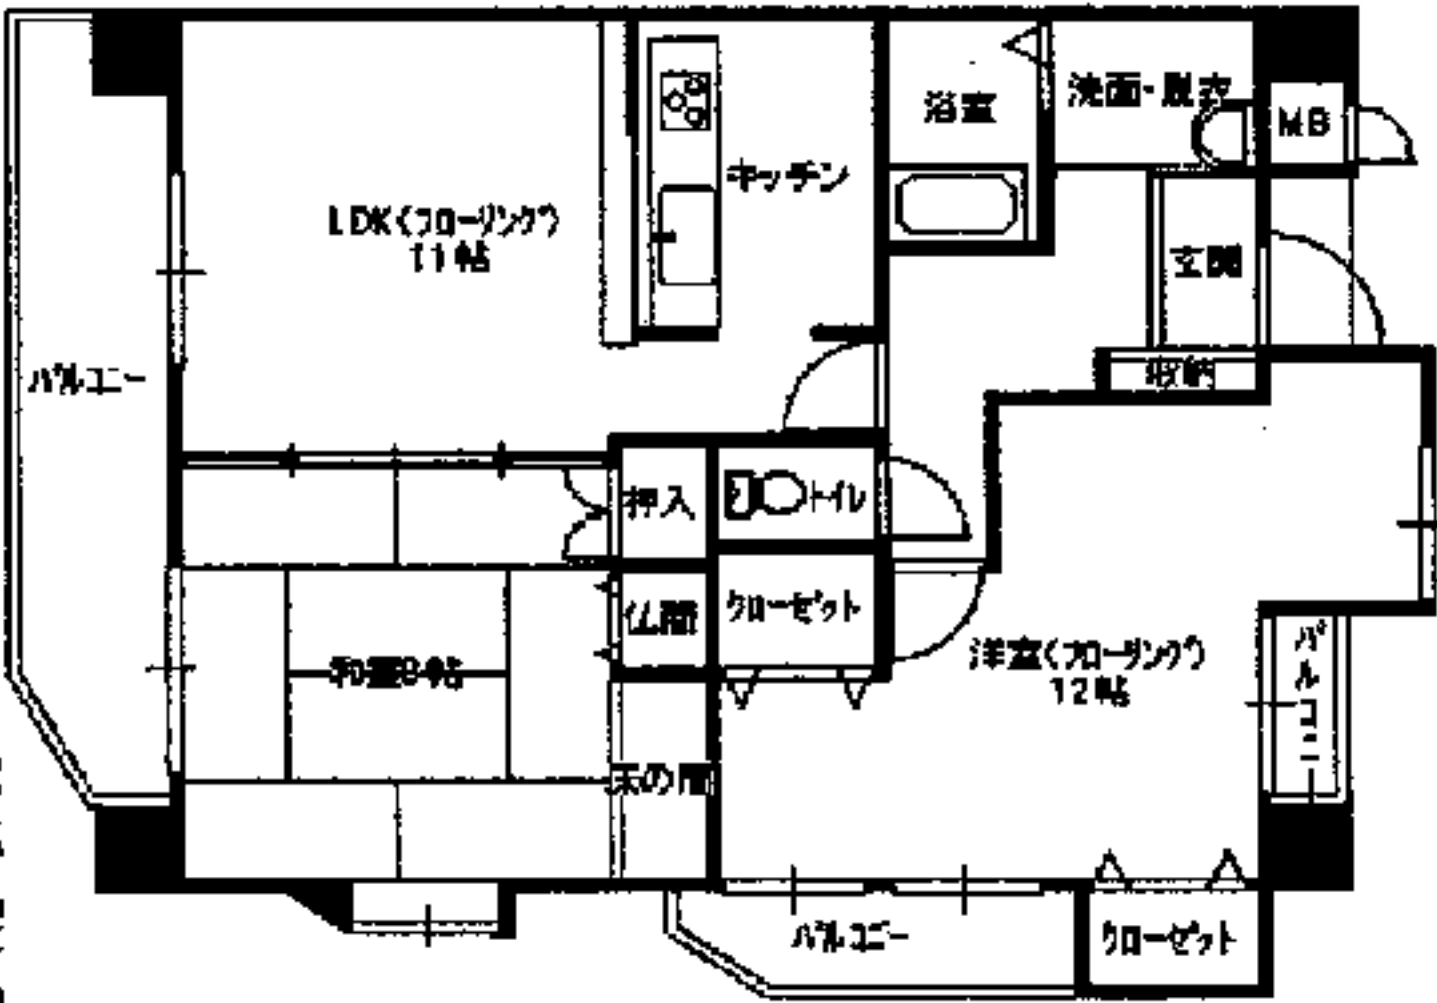 浴室
洗面・脱衣
MB
キッチン
LDK(フローリング)
11帖
玄関
バルコニー
収納
押入
トイレ
仏間
クローゼット
和室8帖
洋室(フローリング)
12帖
バルコニー
床の間
バルコニー
クローゼット